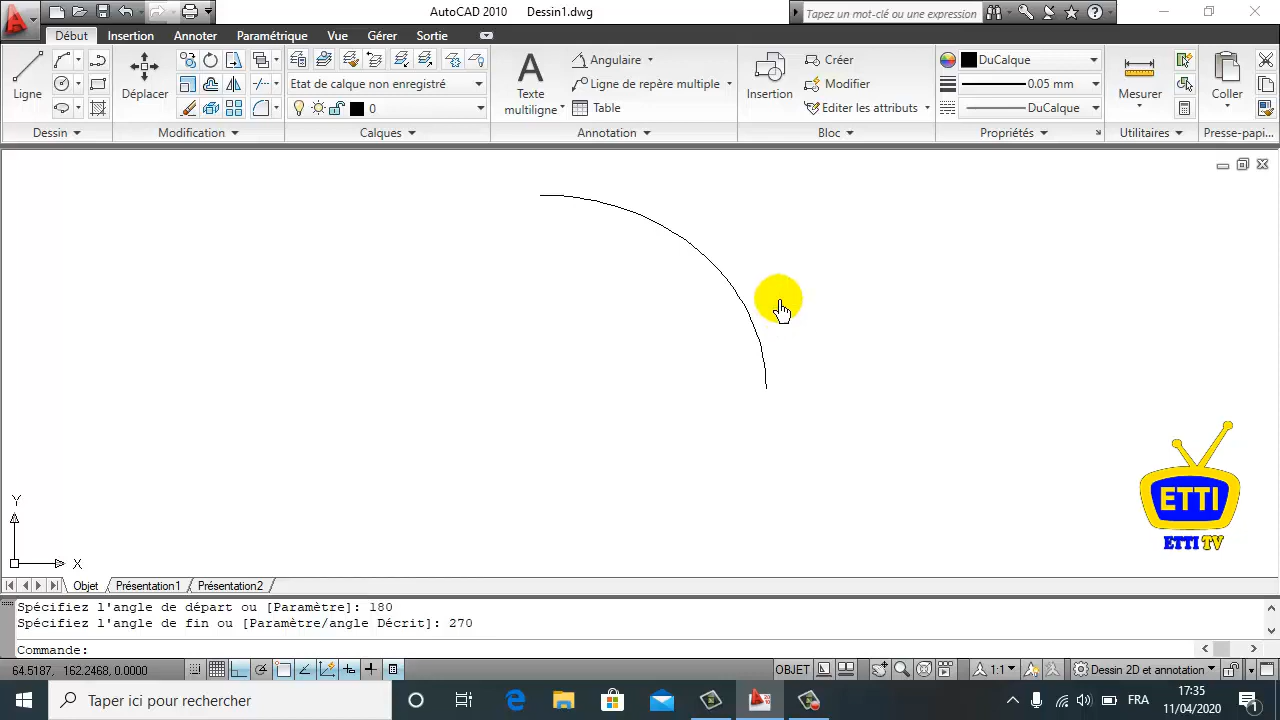 AutoCAD 2010 Dessin1.dwg
Tapez un mot-clé ou une expression
Début Insertion Annoter Paramétrique Vue Gérer Sortie
Ligne
Déplacer
Etat de calque non enregistré
0
Texte
multiligne
Angulaire
Ligne de repère multiple
Table
Insertion
Créer
Modifier
Editer les attributs
DuCalque
0.05 mm
DuCalque
Mesurer
Coller
Dessin Modification Calques Annotation Bloc Propriétés Utilitaires Presse-papi...
ETTI
ETTI TV
Y
X
Objet Présentation1 Présentation2
Spécifiez l'angle de départ ou [Paramètre]: 180
Spécifiez l'angle de fin ou [Paramètre/angle Décrit]: 270
Commande:
64.5187, 162.2468, 0.0000
OBJET
1:1
Dessin 2D et annotation
Taper ici pour rechercher
FRA
17:35
11/04/2020
1